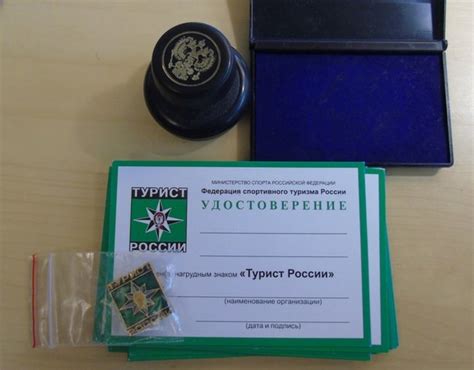 МИНИСТЕРСТВО СПОРТА РОССИЙСКОЙ ФЕДЕРАЦИИ
Федерация спортивного туризма России
УДОСТОВЕРЕНИЕ
ТУРИСТ
РОССИИ
нагрудным знаком «Турист России»
(наименование организации)
(дата и подпись)